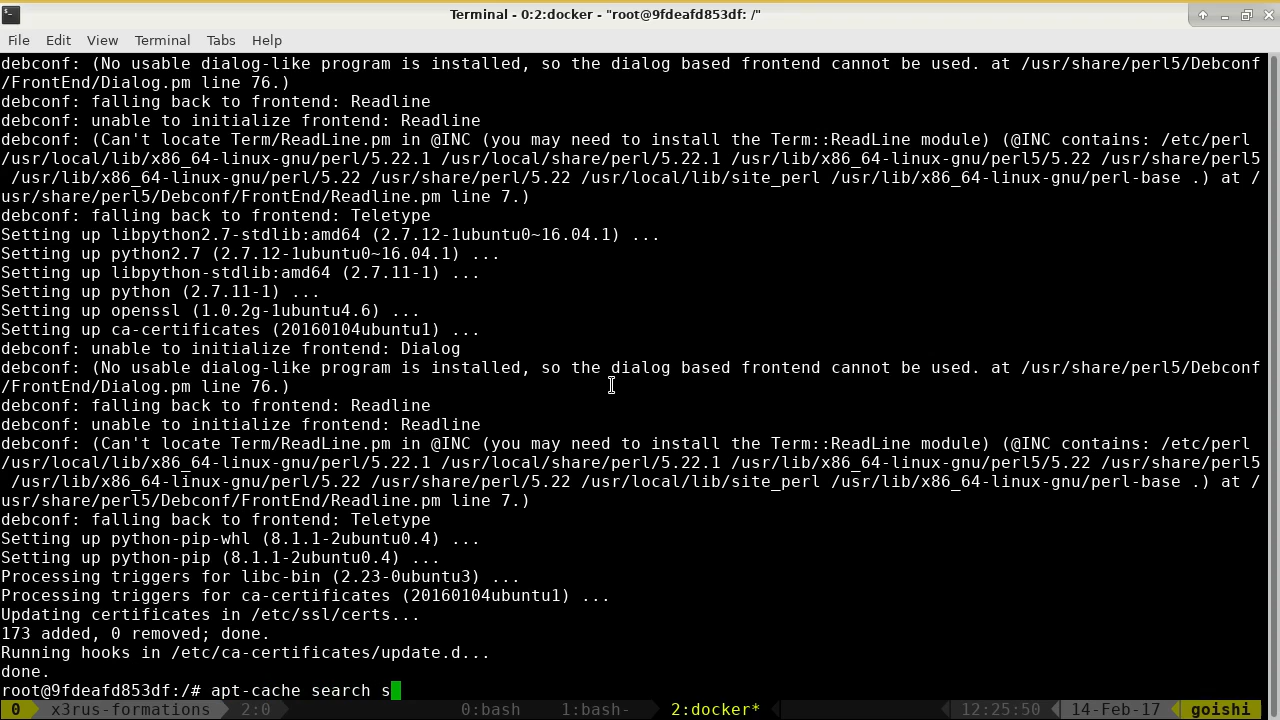 Terminal - 0:2:docker - "root@9fdeafd853df: /"
File Edit View Terminal Tabs Help
debconf: (No usable dialog-like program is installed, so the dialog based frontend cannot be used. at /usr/share/perl5/Debconf
/FrontEnd/Dialog.pm line 76.)
debconf: falling back to frontend: Readline
debconf: unable to initialize frontend: Readline
debconf: (Can't locate Term/ReadLine.pm in @INC (you may need to install the Term::ReadLine module) (@INC contains: /etc/perl
/usr/local/lib/x86_64-linux-gnu/perl/5.22.1 /usr/local/share/perl/5.22.1 /usr/lib/x86_64-linux-gnu/perl5/5.22 /usr/share/perl5
/usr/lib/x86_64-linux-gnu/perl/5.22 /usr/share/perl/5.22 /usr/local/lib/site_perl /usr/lib/x86_64-linux-gnu/perl-base .) at /
usr/share/perl5/Debconf/FrontEnd/Readline.pm line 7.)
debconf: falling back to frontend: Teletype
Setting up libpython2.7-stdlib:amd64 (2.7.12-1ubuntu0~16.04.1) ...
Setting up python2.7 (2.7.12-1ubuntu0~16.04.1) ...
Setting up libpython-stdlib:amd64 (2.7.11-1) ...
Setting up python (2.7.11-1) ...
Setting up openssl (1.0.2g-1ubuntu4.6) ...
Setting up ca-certificates (20160104ubuntu1) ...
debconf: unable to initialize frontend: Dialog
debconf: (No usable dialog-like program is installed, so the dialog based frontend cannot be used. at /usr/share/perl5/Debconf
/FrontEnd/Dialog.pm line 76.)
debconf: falling back to frontend: Readline
debconf: unable to initialize frontend: Readline
debconf: (Can't locate Term/ReadLine.pm in @INC (you may need to install the Term::ReadLine module) (@INC contains: /etc/perl
/usr/local/lib/x86_64-linux-gnu/perl/5.22.1 /usr/local/share/perl/5.22.1 /usr/lib/x86_64-linux-gnu/perl5/5.22 /usr/share/perl5
/usr/lib/x86_64-linux-gnu/perl/5.22 /usr/share/perl/5.22 /usr/local/lib/site_perl /usr/lib/x86_64-linux-gnu/perl-base .) at /
usr/share/perl5/Debconf/FrontEnd/Readline.pm line 7.)
debconf: falling back to frontend: Teletype
Setting up python-pip-whl (8.1.1-2ubuntu0.4) ...
Setting up python-pip (8.1.1-2ubuntu0.4) ...
Processing triggers for libc-bin (2.23-0ubuntu3) ...
Processing triggers for ca-certificates (20160104ubuntu1) ...
Updating certificates in /etc/ssl/certs...
173 added, 0 removed; done.
Running hooks in /etc/ca-certificates/update.d...
done.
root@9fdeafd853df:/# apt-cache search s
0 x3rus-formations 2:0 0:bash 1:bash- 2:docker* 12:25:50 14-Feb-17 goishi